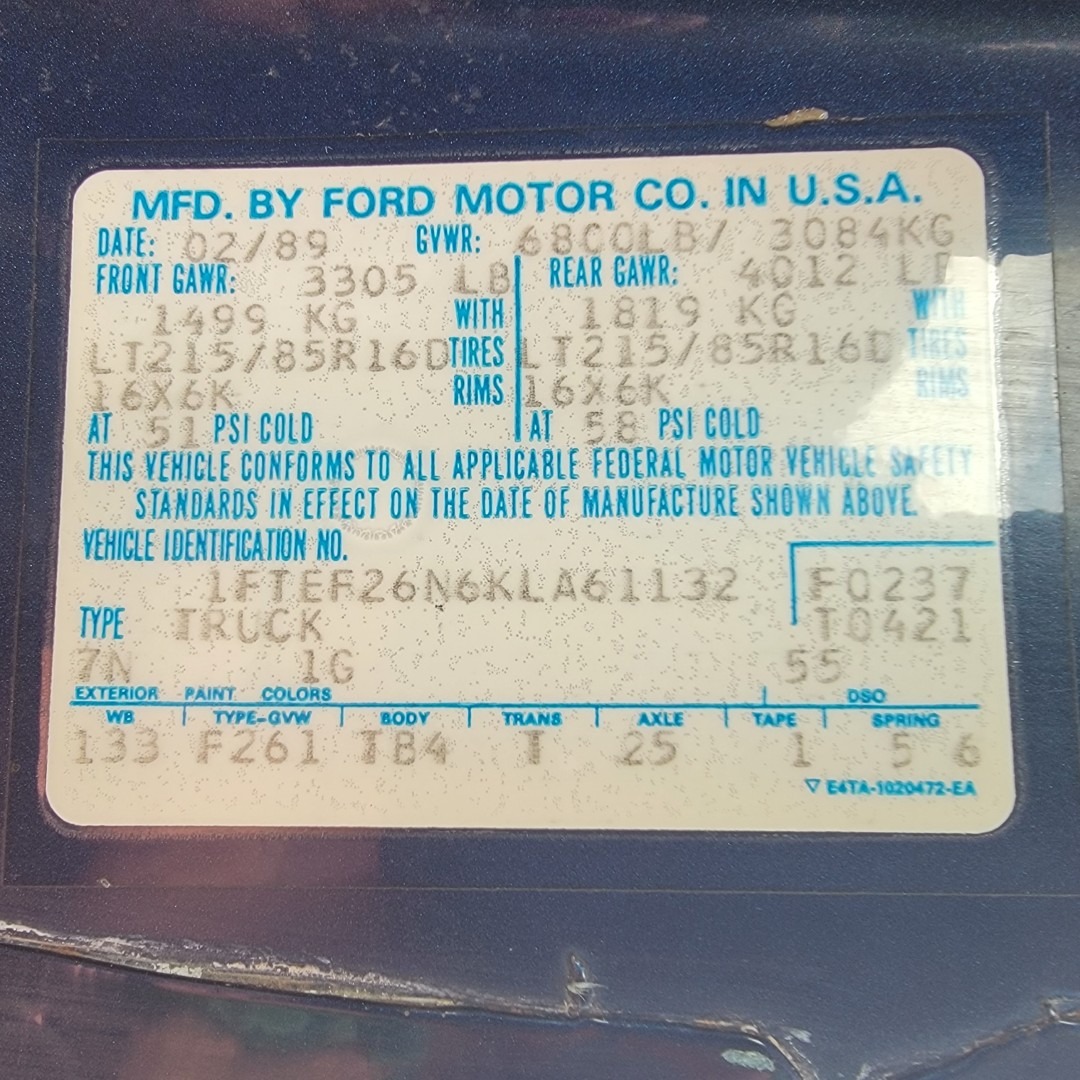 MFD. BY FORD MOTOR CO. IN U.S.A.
DATE: 02/89 GVWR: 6800LB/ 3084KG
FRONT GAWR: 3305 LB REAR GAWR: 4012 LB
1499 KG WITH 1819 KG WITH
LT215/85R16D TIRES LT215/85R16D TIRES
16X6K RIMS 16X6K RIMS
AT 51 PSI COLD AT 58 PSI COLD
THIS VEHICLE CONFORMS TO ALL APPLICABLE FEDERAL MOTOR VEHICLE SAFETY
STANDARDS IN EFFECT ON THE DATE OF MANUFACTURE SHOWN ABOVE.
VEHICLE IDENTIFICATION NO.
1FTEF26N6KLA61132 F0237
TYPE TRUCK T0421
7N 1G 55
EXTERIOR PAINT COLORS DSO
WB TYPE-GVW BODY TRANS AXLE TAPE SPRING
133 F261 TB4 T 25 1 5 6
▽ E4TA-1020472-EA